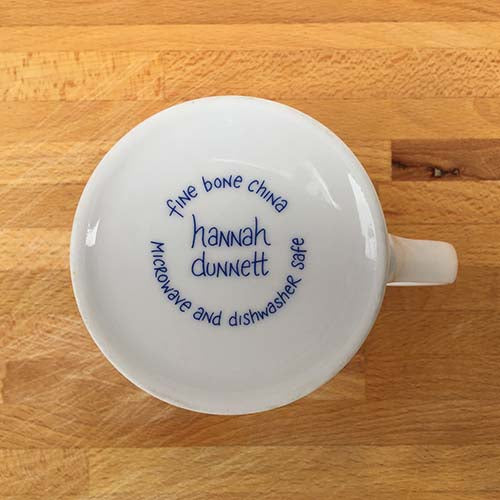 fine bone china
hannah
dunnett
Microwave and dishwasher safe